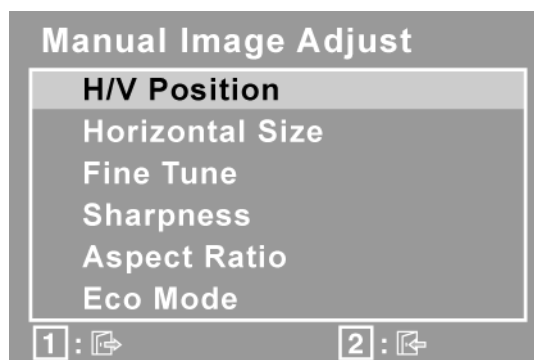 Manual Image Adjust
H/V Position
Horizontal Size
Fine Tune
Sharpness
Aspect Ratio
Eco Mode
1 : 2 :